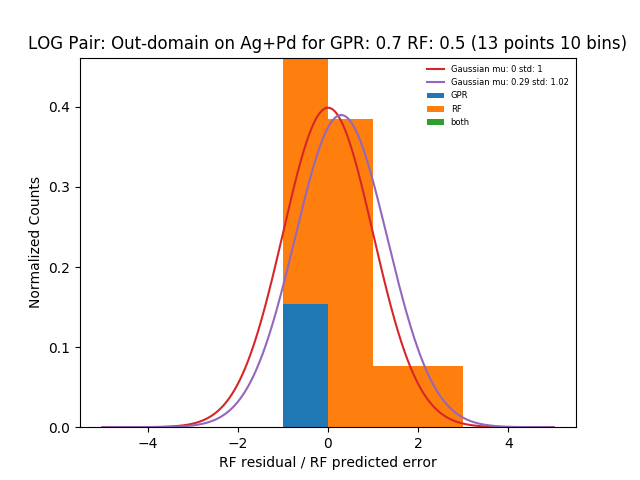 LOG Pair: Out-domain on Ag+Pd for GPR: 0.7 RF: 0.5 (13 points 10 bins)
Gaussian mu: 0 std: 1
Gaussian mu: 0.29 std: 1.02
GPR
RF
both
Normalized Counts
0.4
0.3
0.2
0.1
0.0
−4 −2 0 2 4
RF residual / RF predicted error